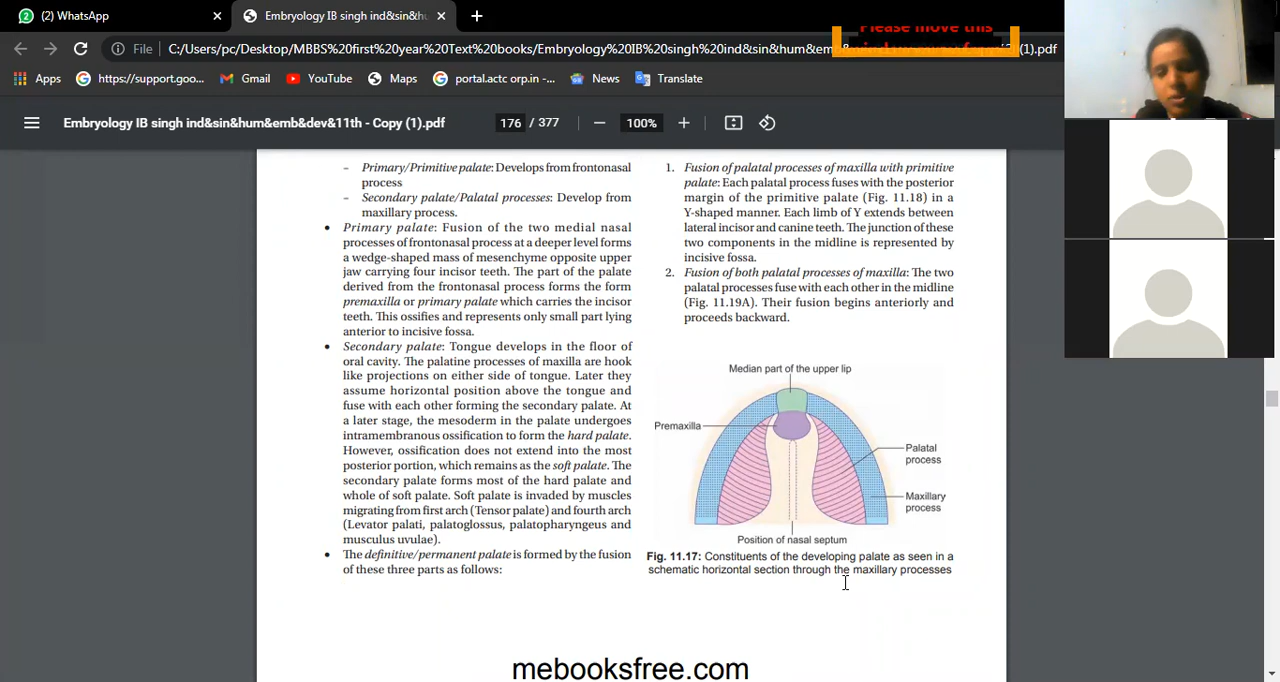 (2) WhatsApp
Embryology IB singh ind&sin&hu
Please move this
File
C:/Users/pc/Desktop/MBBS%20first%20year%20Text%20books/Embryology%20IB%20singh%20ind&sin&hum&em
(1).pdf
Apps
https://support.goo...
Gmail
YouTube
Maps
portal.actc orp.in -...
News
Translate
Embryology IB singh ind&sin&hum&emb&dev&11th - Copy (1).pdf
176 / 377
100%
– Primary/Primitive palate: Develops from frontonasal
process
– Secondary palate/Palatal processes: Develop from
maxillary process.
• Primary palate: Fusion of the two medial nasal
processes of frontonasal process at a deeper level forms
a wedge-shaped mass of mesenchyme opposite upper
jaw carrying four incisor teeth. The part of the palate
derived from the frontonasal process forms the form
premaxilla or primary palate which carries the incisor
teeth. This ossifies and represents only small part lying
anterior to incisive fossa.
• Secondary palate: Tongue develops in the floor of
oral cavity. The palatine processes of maxilla are hook
like projections on either side of tongue. Later they
assume horizontal position above the tongue and
fuse with each other forming the secondary palate. At
a later stage, the mesoderm in the palate undergoes
intramembranous ossification to form the hard palate.
However, ossification does not extend into the most
posterior portion, which remains as the soft palate. The
secondary palate forms most of the hard palate and
whole of soft palate. Soft palate is invaded by muscles
migrating from first arch (Tensor palate) and fourth arch
(Levator palati, palatoglossus, palatopharyngeus and
musculus uvulae).
• The definitive/permanent palate is formed by the fusion
of these three parts as follows:
1. Fusion of palatal processes of maxilla with primitive
palate: Each palatal process fuses with the posterior
margin of the primitive palate (Fig. 11.18) in a
Y-shaped manner. Each limb of Y extends between
lateral incisor and canine teeth. The junction of these
two components in the midline is represented by
incisive fossa.
2. Fusion of both palatal processes of maxilla: The two
palatal processes fuse with each other in the midline
(Fig. 11.19A). Their fusion begins anteriorly and
proceeds backward.
Median part of the upper lip
Premaxilla
Palatal
process
Maxillary
process
Position of nasal septum
Fig. 11.17: Constituents of the developing palate as seen in a
schematic horizontal section through the maxillary processes
mebooksfree.com